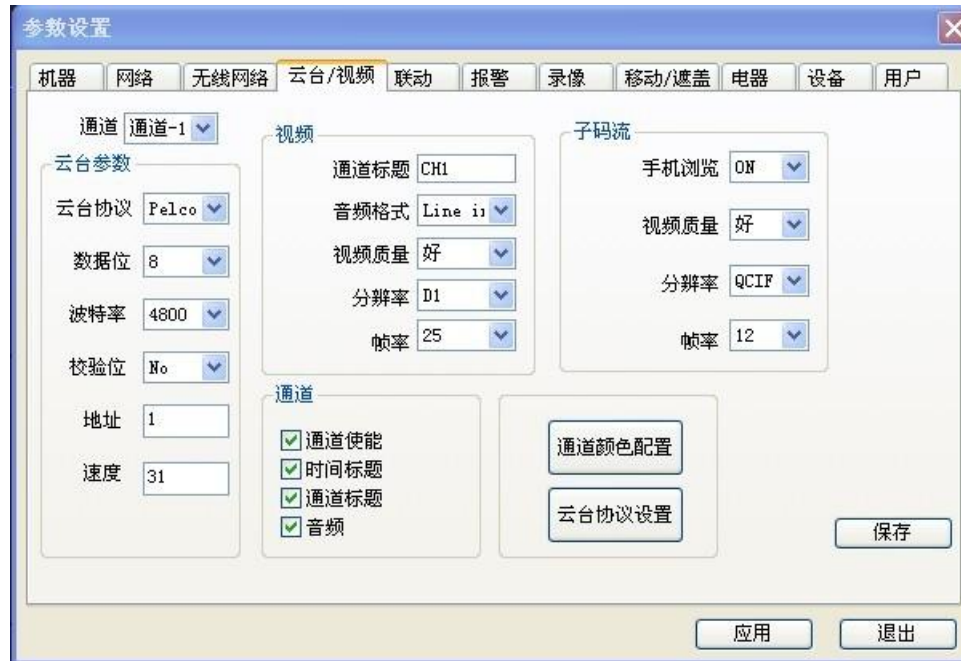 参数设置
机器 网络 无线网络 云台/视频 联动 报警 录像 移动/遮盖 电器 设备 用户
通道 通道-1
云台参数
云台协议 Pelco
数据位 8
波特率 4800
校验位 No
地址 1
速度 31
视频
通道标题 CH1
音频格式 Line i
视频质量 好
分辨率 D1
帧率 25
子码流
手机浏览 ON
视频质量 好
分辨率 QCIF
帧率 12
通道
通道使能
时间标题
通道标题
音频
通道颜色配置
云台协议设置
保存
应用 退出